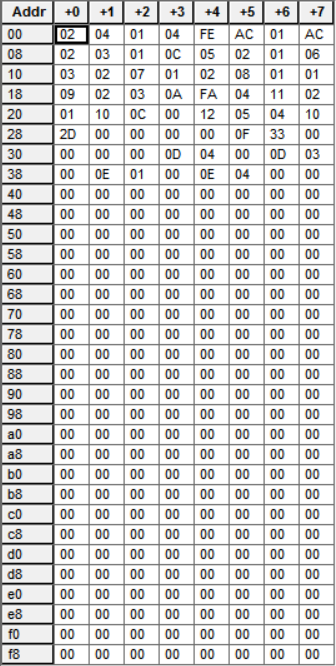 Addr +0 +1 +2 +3 +4 +5 +6 +7
00 02 04 01 04 FE AC 01 AC
08 02 03 01 0C 05 02 01 06
10 03 02 07 01 02 08 01 01
18 09 02 03 0A FA 04 11 02
20 01 10 0C 00 12 05 04 10
28 2D 00 00 00 00 0F 33 00
30 00 00 00 0D 04 00 0D 03
38 00 0E 01 00 0E 04 00 00
40 00 00 00 00 00 00 00 00
48 00 00 00 00 00 00 00 00
50 00 00 00 00 00 00 00 00
58 00 00 00 00 00 00 00 00
60 00 00 00 00 00 00 00 00
68 00 00 00 00 00 00 00 00
70 00 00 00 00 00 00 00 00
78 00 00 00 00 00 00 00 00
80 00 00 00 00 00 00 00 00
88 00 00 00 00 00 00 00 00
90 00 00 00 00 00 00 00 00
98 00 00 00 00 00 00 00 00
a0 00 00 00 00 00 00 00 00
a8 00 00 00 00 00 00 00 00
b0 00 00 00 00 00 00 00 00
b8 00 00 00 00 00 00 00 00
c0 00 00 00 00 00 00 00 00
c8 00 00 00 00 00 00 00 00
d0 00 00 00 00 00 00 00 00
d8 00 00 00 00 00 00 00 00
e0 00 00 00 00 00 00 00 00
e8 00 00 00 00 00 00 00 00
f0 00 00 00 00 00 00 00 00
f8 00 00 00 00 00 00 00 00